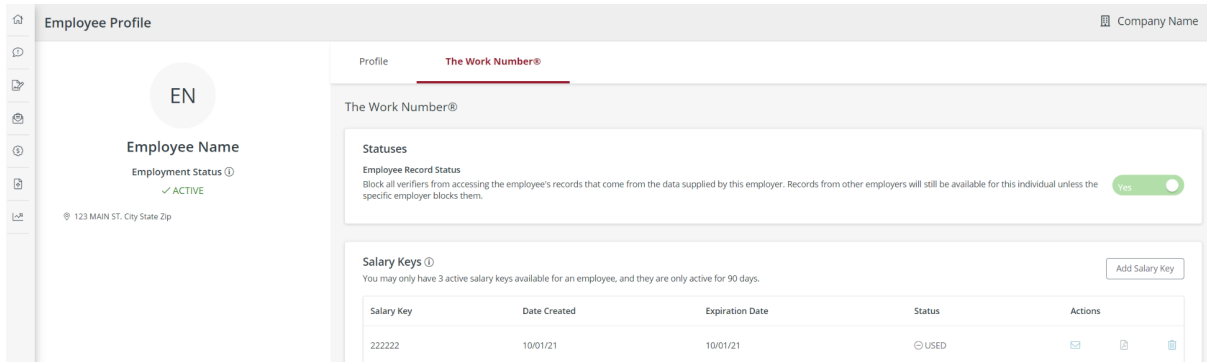 Employee Profile
Company Name
EN
Employee Name
Employment Status
ACTIVE
123 MAIN ST. City State Zip
Profile
The Work Number®
The Work Number®
Statuses
Employee Record Status
Block all verifiers from accessing the employee's records that come from the data supplied by this employer. Records from other employers will still be available for this individual unless the
specific employer blocks them.
Yes
Salary Keys
You may only have 3 active salary keys available for an employee, and they are only active for 90 days.
Add Salary Key
Salary Key Date Created Expiration Date Status Actions
222222 10/01/21 10/01/21 USED